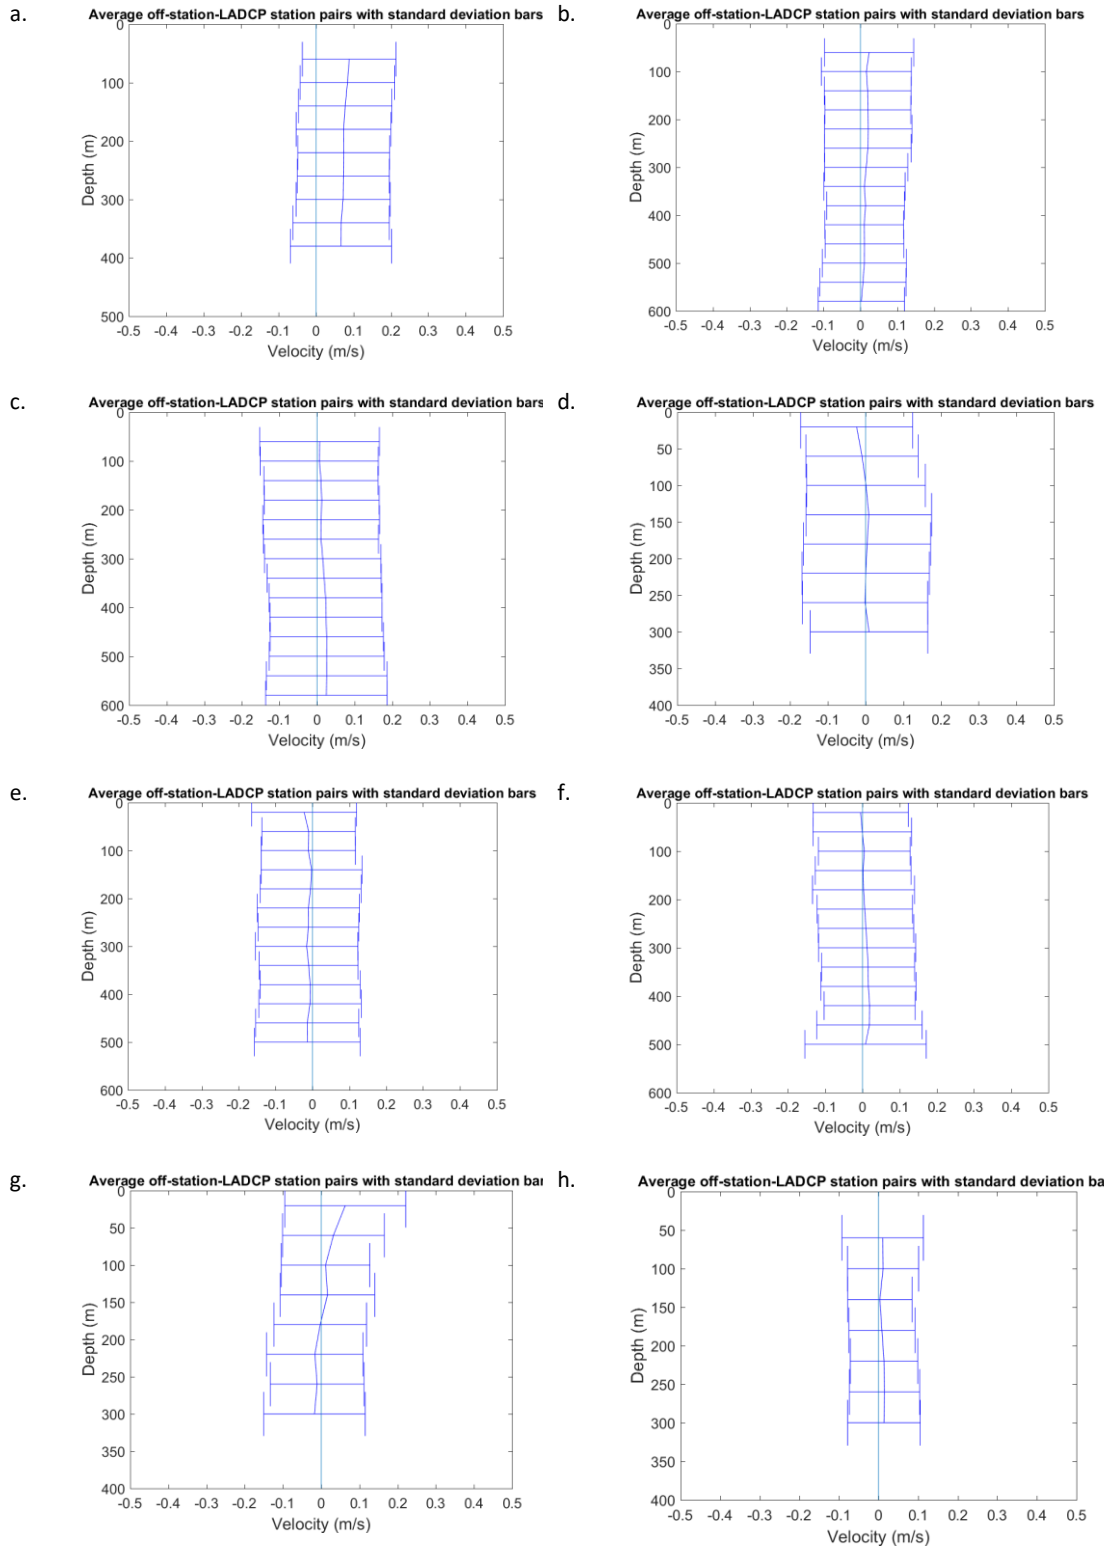 a.
Average off-station-LADCP station pairs with standard deviation bars
0
100
200
300
400
500
Depth (m)
-0.5 -0.4 -0.3 -0.2 -0.1 0 0.1 0.2 0.3 0.4 0.5
Velocity (m/s)
b.
Average off-station-LADCP station pairs with standard deviation bars
0
100
200
300
400
500
600
Depth (m)
-0.5 -0.4 -0.3 -0.2 -0.1 0 0.1 0.2 0.3 0.4 0.5
Velocity (m/s)
c.
Average off-station-LADCP station pairs with standard deviation bars
0
100
200
300
400
500
600
Depth (m)
-0.5 -0.4 -0.3 -0.2 -0.1 0 0.1 0.2 0.3 0.4 0.5
Velocity (m/s)
d.
Average off-station-LADCP station pairs with standard deviation bars
0
50
100
150
200
250
300
350
400
Depth (m)
-0.5 -0.4 -0.3 -0.2 -0.1 0 0.1 0.2 0.3 0.4 0.5
Velocity (m/s)
e.
Average off-station-LADCP station pairs with standard deviation bars
0
100
200
300
400
500
600
Depth (m)
-0.5 -0.4 -0.3 -0.2 -0.1 0 0.1 0.2 0.3 0.4 0.5
Velocity (m/s)
f.
Average off-station-LADCP station pairs with standard deviation bars
0
100
200
300
400
500
600
Depth (m)
-0.5 -0.4 -0.3 -0.2 -0.1 0 0.1 0.2 0.3 0.4 0.5
Velocity (m/s)
g.
Average off-station-LADCP station pairs with standard deviation bar
0
50
100
150
200
250
300
350
400
Depth (m)
-0.5 -0.4 -0.3 -0.2 -0.1 0 0.1 0.2 0.3 0.4 0.5
Velocity (m/s)
h.
Average off-station-LADCP station pairs with standard deviation ba
0
50
100
150
200
250
300
350
400
Depth (m)
-0.5 -0.4 -0.3 -0.2 -0.1 0 0.1 0.2 0.3 0.4 0.5
Velocity (m/s)